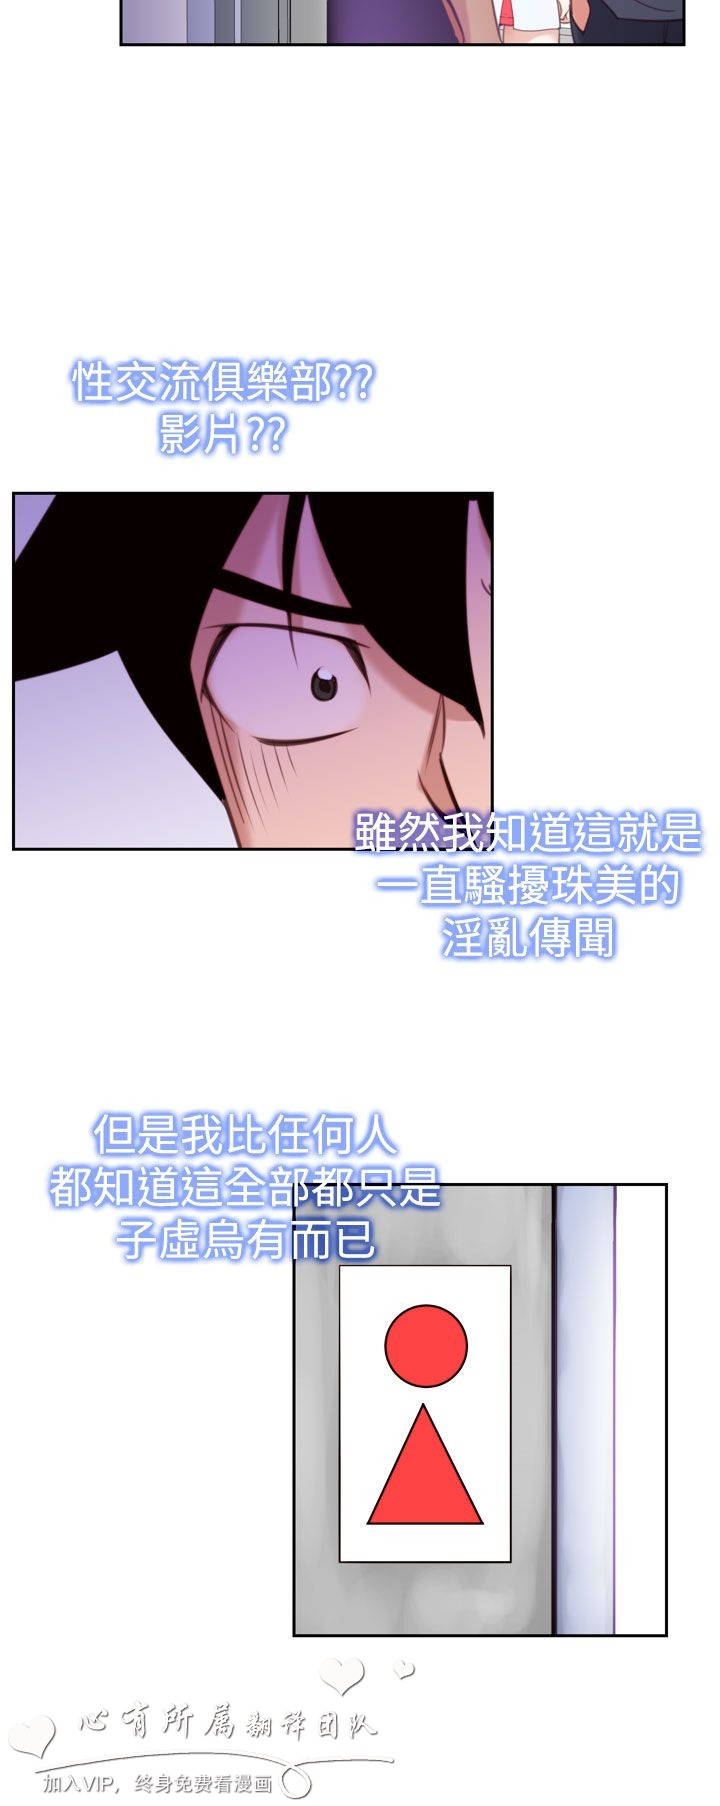 性交流俱樂部??
影片??
雖然我知道這就是
一直騷擾珠美的
淫亂傳聞
但是我比任何人
都知道這全部都只是
子虛烏有而已
心有所属翻译团队
加入VIP，终身免费看漫画